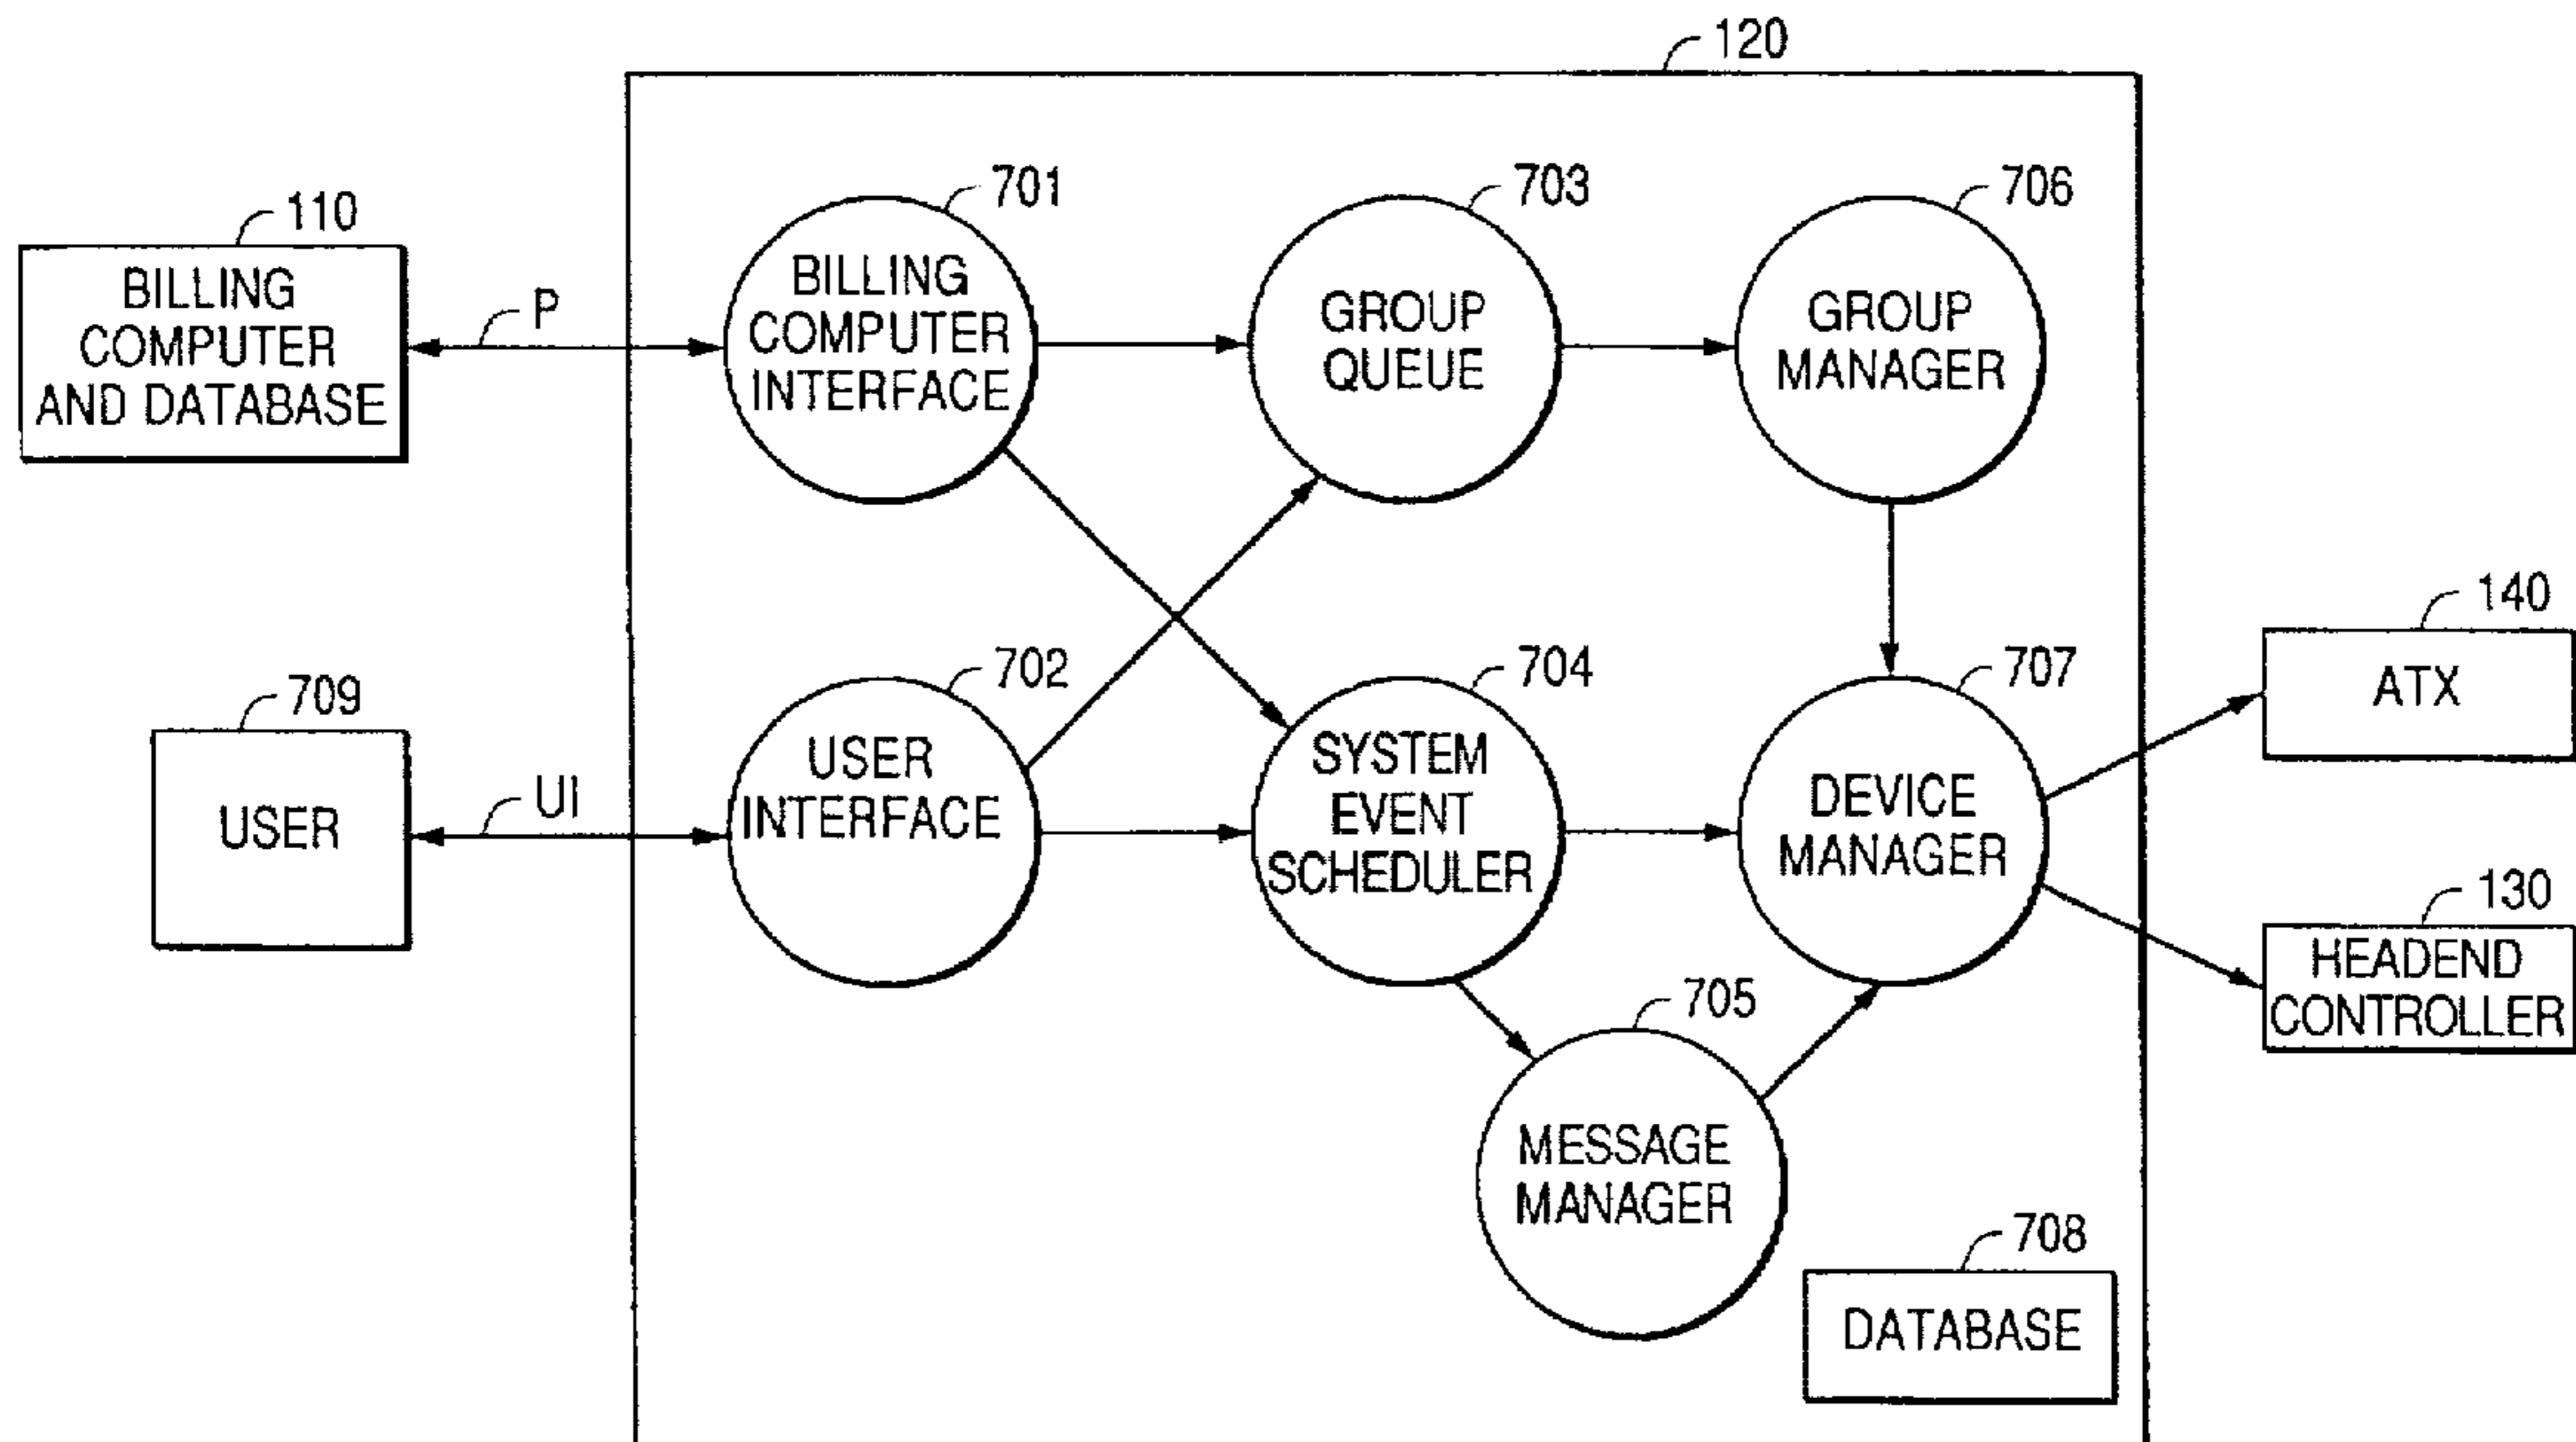 120
110
BILLING
COMPUTER
AND DATABASE
P
701
BILLING
COMPUTER
INTERFACE
703
GROUP
QUEUE
706
GROUP
MANAGER
709
USER
UI
702
USER
INTERFACE
704
SYSTEM
EVENT
SCHEDULER
707
DEVICE
MANAGER
140
ATX
130
HEADEND
CONTROLLER
705
MESSAGE
MANAGER
708
DATABASE